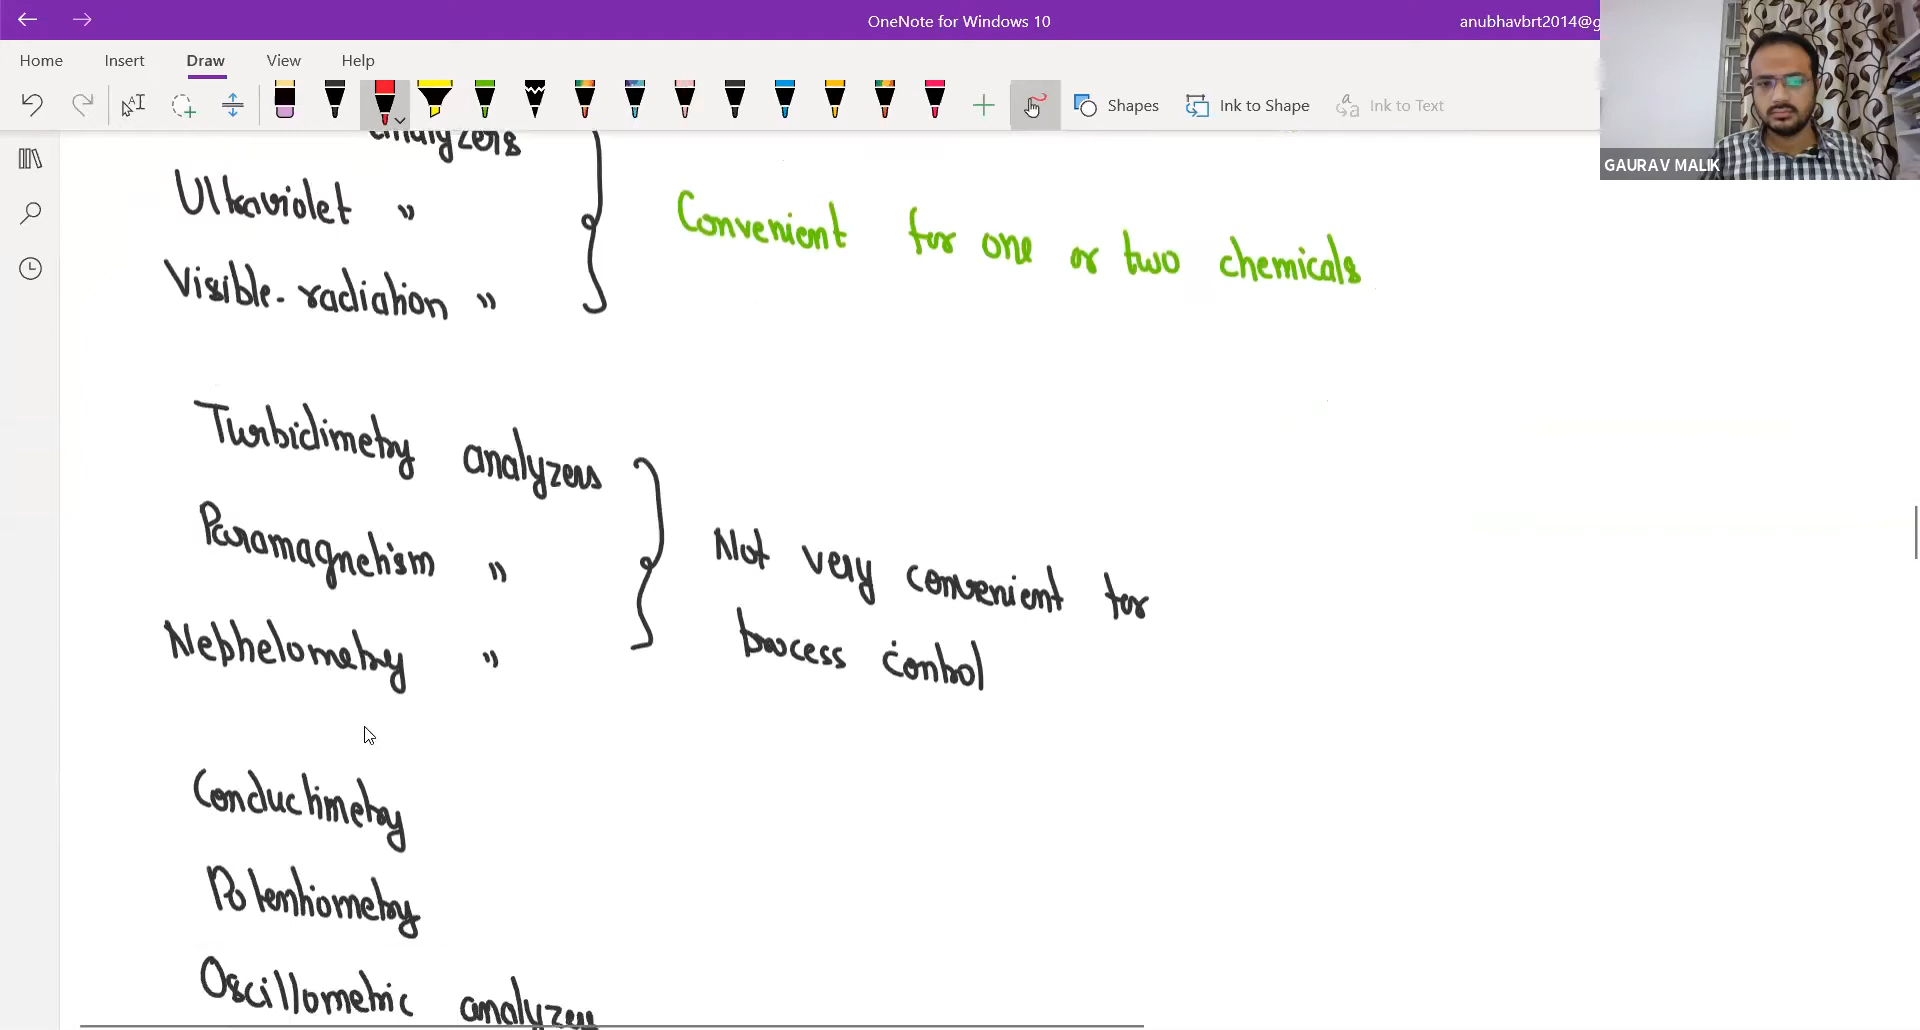 OneNote for Windows 10
anubhavbrt2014@g
Home Insert Draw View Help
Shapes Ink to Shape Ink to Text
GAURAV MALIK
analyzers
Ultraviolet "
Visible-radiation "
Convenient for one or two chemicals
Turbidimetry analyzers
Paramagnetism "
Nephelometry "
Not very convenient for
process control
Conductimetry
Potentiometry
Oscillometric analyzers